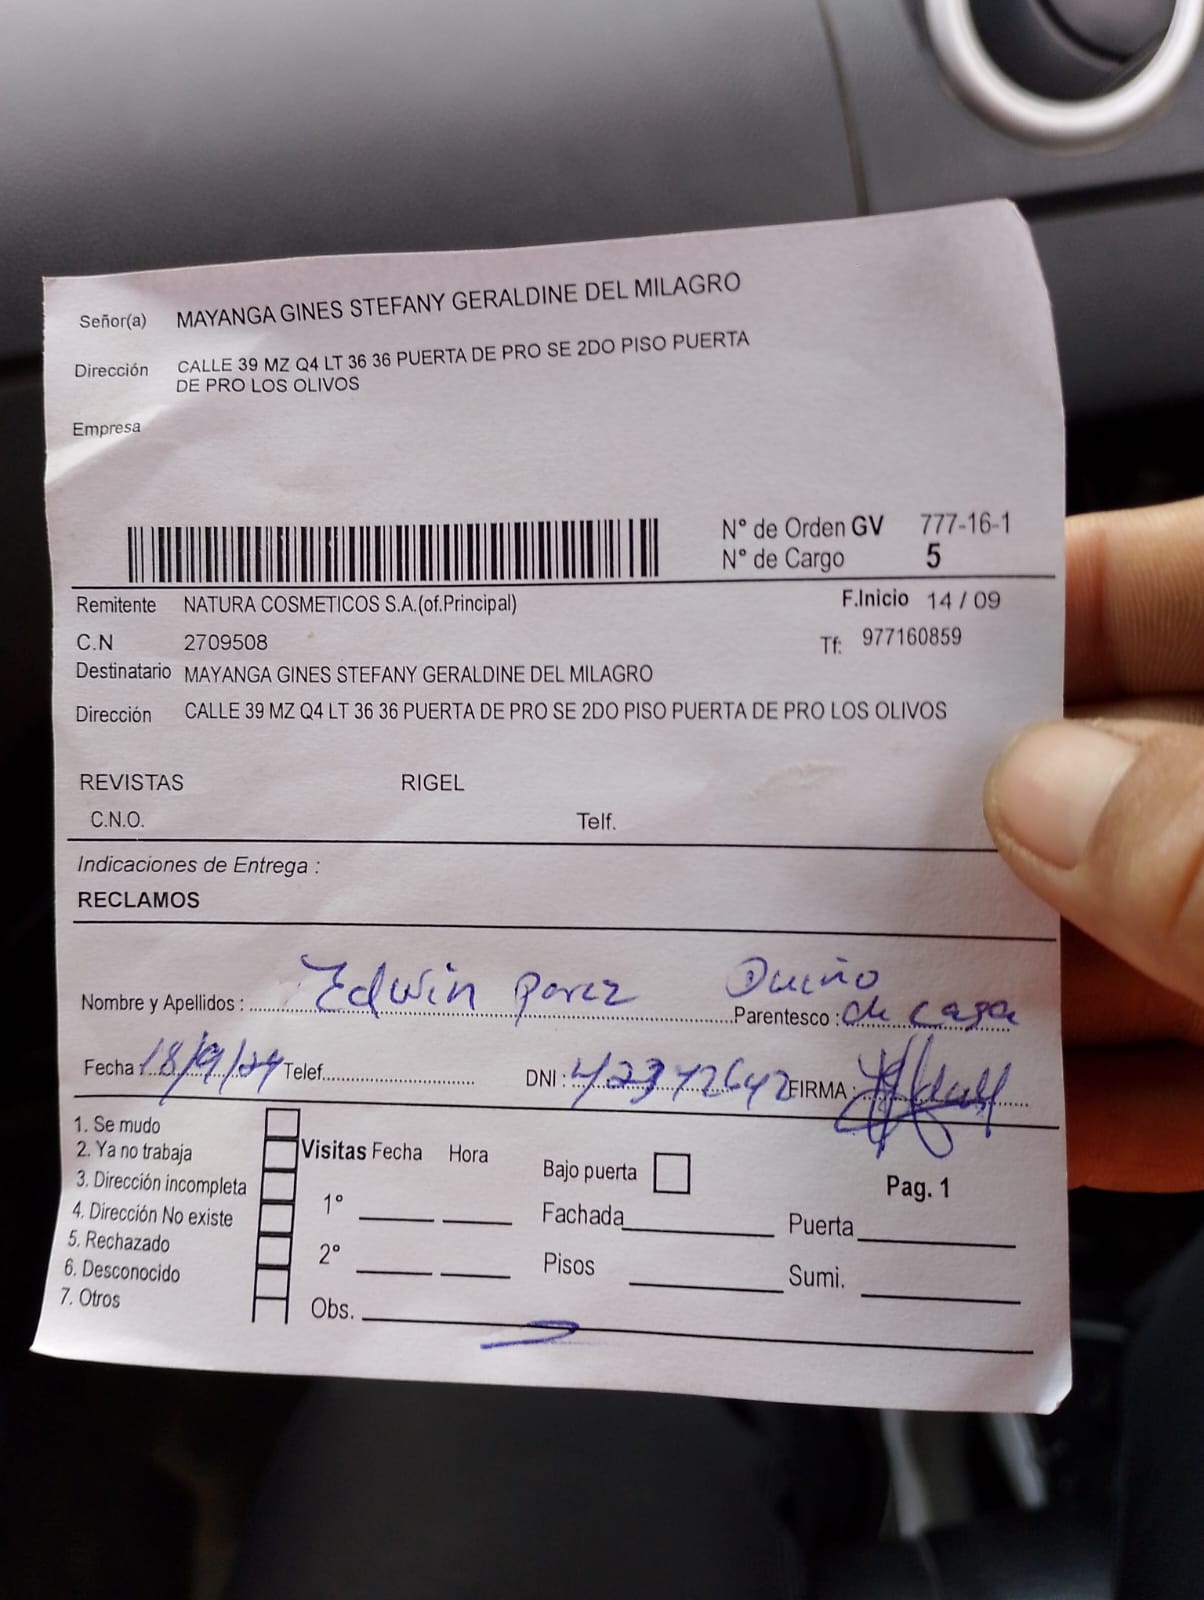 Señor(a) MAYANGA GINES STEFANY GERALDINE DEL MILAGRO
Dirección CALLE 39 MZ Q4 LT 36 36 PUERTA DE PRO SE 2DO PISO PUERTA
DE PRO LOS OLIVOS
Empresa
N° de Orden GV 777-16-1
N° de Cargo 5
Remitente NATURA COSMETICOS S.A.(of.Principal) F.Inicio 14 / 09
C.N 2709508 Tf: 977160859
Destinatario MAYANGA GINES STEFANY GERALDINE DEL MILAGRO
Dirección CALLE 39 MZ Q4 LT 36 36 PUERTA DE PRO SE 2DO PISO PUERTA DE PRO LOS OLIVOS
REVISTAS RIGEL
C.N.O. Telf.
Indicaciones de Entrega :
RECLAMOS
Nombre y Apellidos : Edwin Perez Parentesco : Dueño de casa
Fecha 18/9/24 Telef. DNI : FIRMA :
1. Se mudo
2. Ya no trabaja
3. Dirección incompleta
4. Dirección No existe
5. Rechazado
6. Desconocido
7. Otros
Visitas Fecha Hora
1°
2°
Obs.
Bajo puerta
Fachada Puerta
Pisos Sumi.
Pag. 1